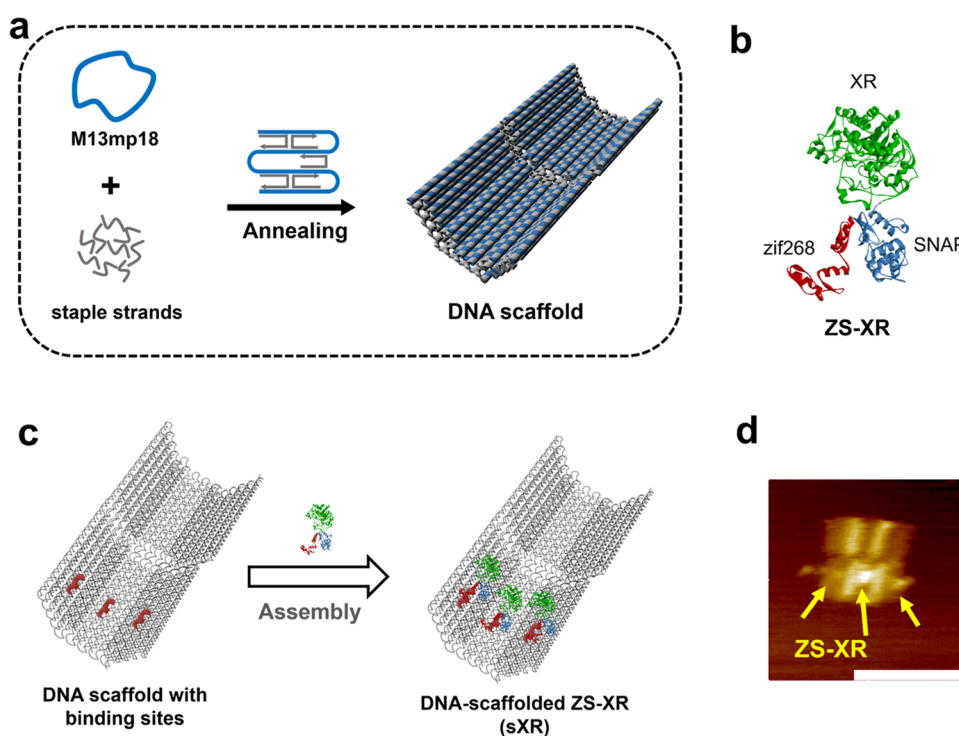 a
M13mp18
+
staple strands
Annealing
DNA scaffold
b
XR
zif268
SNAP
ZS-XR
c
DNA scaffold with
binding sites
Assembly
DNA-scaffolded ZS-XR
(sXR)
d
ZS-XR